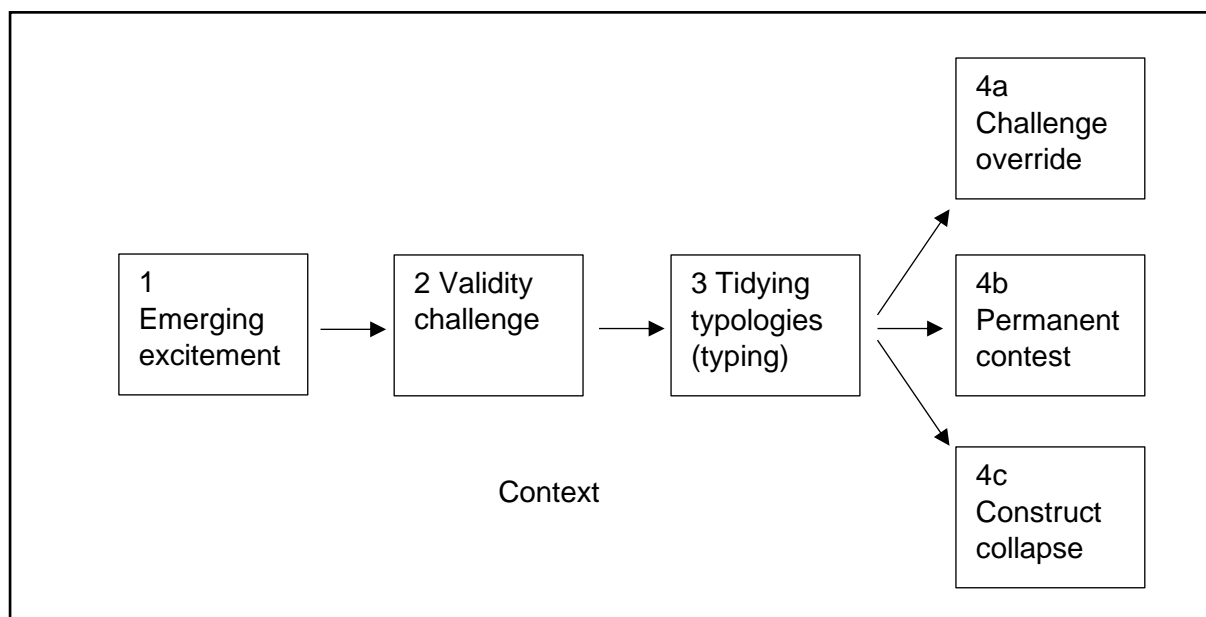 1
Emerging
excitement
2 Validity
challenge
3 Tidying
typologies
(typing)
4a
Challenge
override
4b
Permanent
contest
4c
Construct
collapse
Context